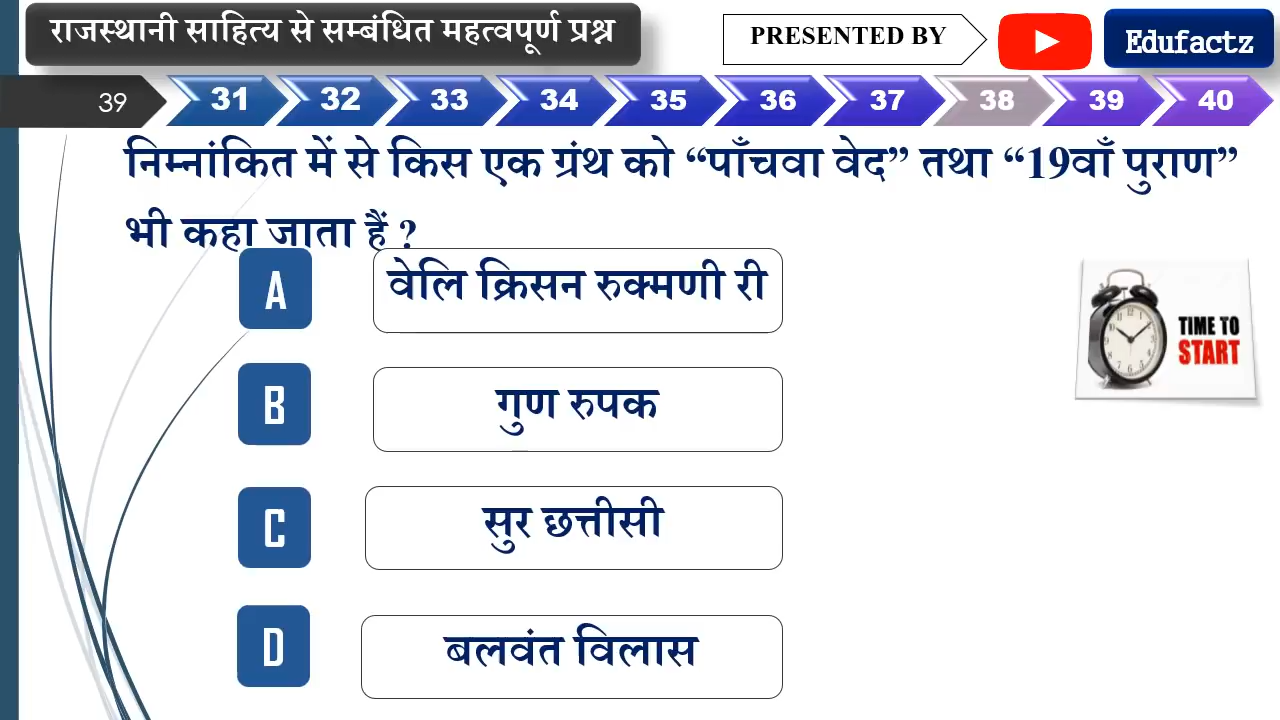 राजस्थानी साहित्य से सम्बंधित महत्वपूर्ण प्रश्न
PRESENTED BY
Edufactz
39
31 32 33 34 35 36 37 38 39 40
निम्नांकित में से किस एक ग्रंथ को “पाँचवा वेद” तथा “19वाँ पुराण”
भी कहा जाता हैं ?
A वेलि क्रिसन रुक्मणी री
TIME TO
START
B गुण रुपक
C सुर छत्तीसी
D बलवंत विलास